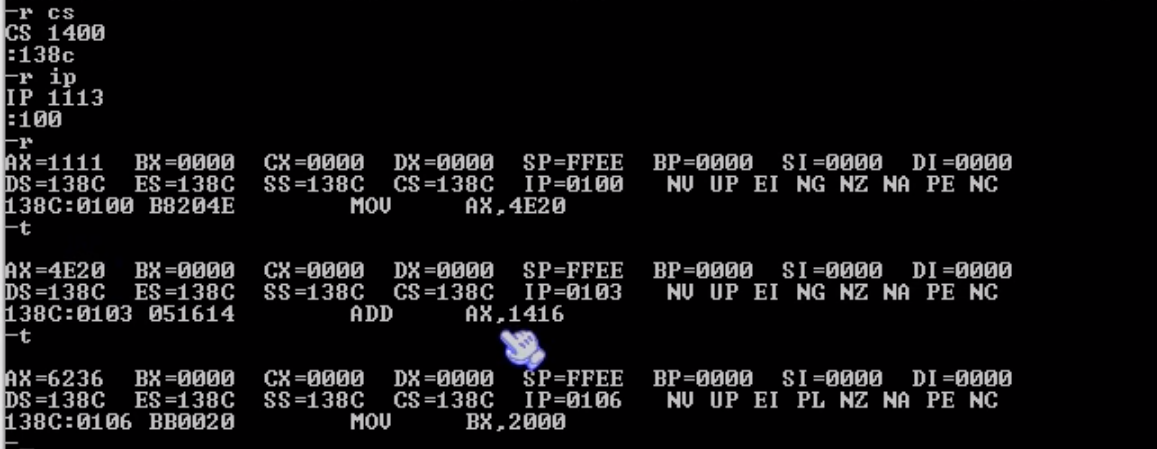 -r cs
CS 1400
:138c
-r ip
IP 1113
:100
-r
AX=1111  BX=0000  CX=0000  DX=0000  SP=FFEE  BP=0000  SI=0000  DI=0000
DS=138C  ES=138C  SS=138C  CS=138C  IP=0100   NV UP EI NG NZ NA PE NC
138C:0100 B8204E        MOV     AX,4E20
-t
AX=4E20  BX=0000  CX=0000  DX=0000  SP=FFEE  BP=0000  SI=0000  DI=0000
DS=138C  ES=138C  SS=138C  CS=138C  IP=0103   NV UP EI NG NZ NA PE NC
138C:0103 051614        ADD     AX,1416
-t
AX=6236  BX=0000  CX=0000  DX=0000  SP=FFEE  BP=0000  SI=0000  DI=0000
DS=138C  ES=138C  SS=138C  CS=138C  IP=0106   NV UP EI PL NZ NA PE NC
138C:0106 BB0020        MOV     BX,2000
-